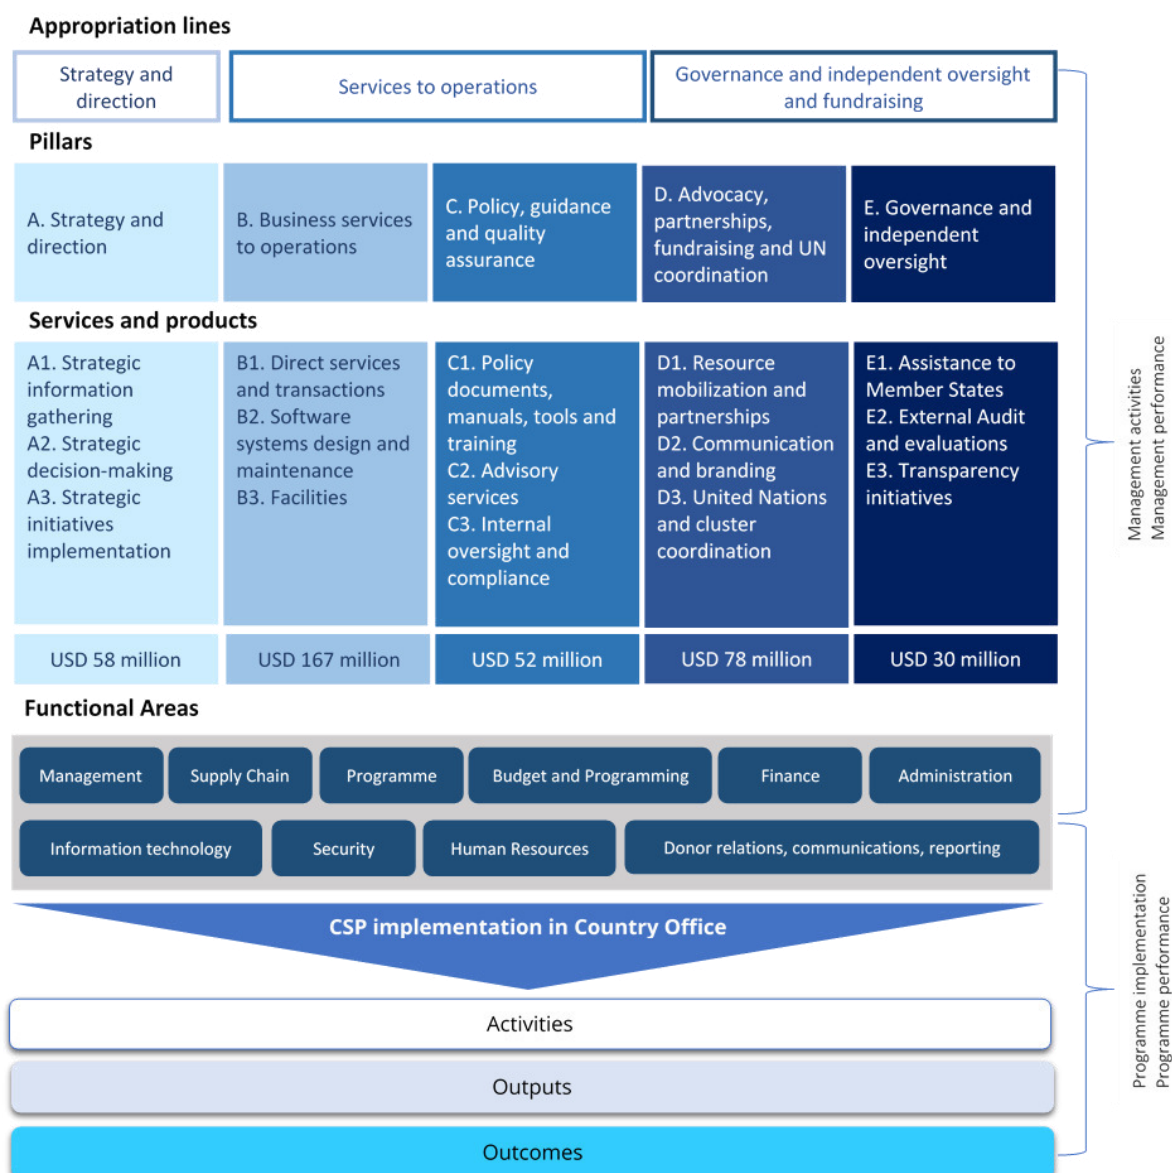 Appropriation lines
Strategy and
direction
Services to operations
Governance and independent oversight
and fundraising
Pillars
A. Strategy and
direction
B. Business services
to operations
C. Policy, guidance
and quality
assurance
D. Advocacy,
partnerships,
fundraising and UN
coordination
E. Governance and
independent
oversight
Services and products
A1. Strategic
information
gathering
A2. Strategic
decision-making
A3. Strategic
initiatives
implementation
B1. Direct services
and transactions
B2. Software
systems design and
maintenance
B3. Facilities
C1. Policy
documents,
manuals, tools and
training
C2. Advisory
services
C3. Internal
oversight and
compliance
D1. Resource
mobilization and
partnerships
D2. Communication
and branding
D3. United Nations
and cluster
coordination
E1. Assistance to
Member States
E2. External Audit
and evaluations
E3. Transparency
initiatives
USD 58 million
USD 167 million
USD 52 million
USD 78 million
USD 30 million
Functional Areas
Management
Supply Chain
Programme
Budget and Programming
Finance
Administration
Information technology
Security
Human Resources
Donor relations, communications, reporting
CSP implementation in Country Office
Activities
Outputs
Outcomes
Management activities
Management performance
Programme implementation
Programme performance